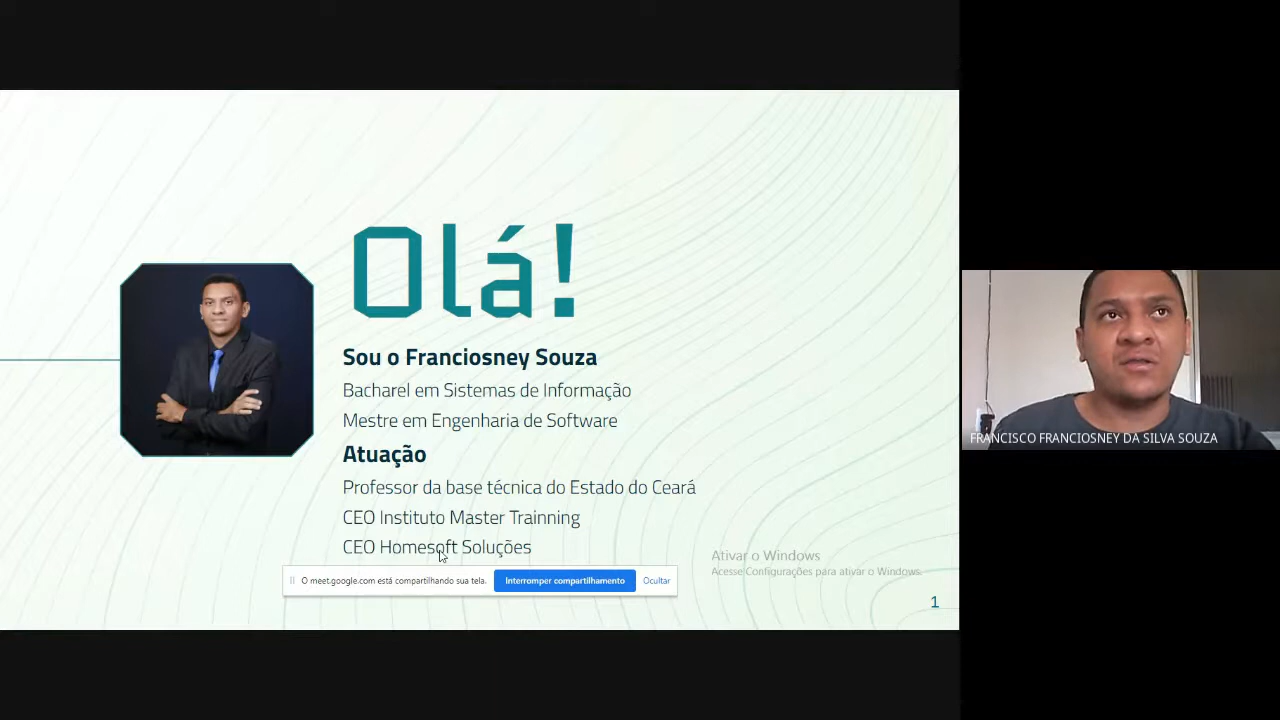 Olá!
Sou o Franciosney Souza
Bacharel em Sistemas de Informação
Mestre em Engenharia de Software
Atuação
Professor da base técnica do Estado do Ceará
CEO Instituto Master Trainning
CEO Homesoft Soluções
Ativar o Windows
Acesse Configurações para ativar o Windows.
O meet.google.com está compartilhando sua tela.
Interromper compartilhamento
Ocultar
1
FRANCISCO FRANCIOSNEY DA SILVA SOUZA